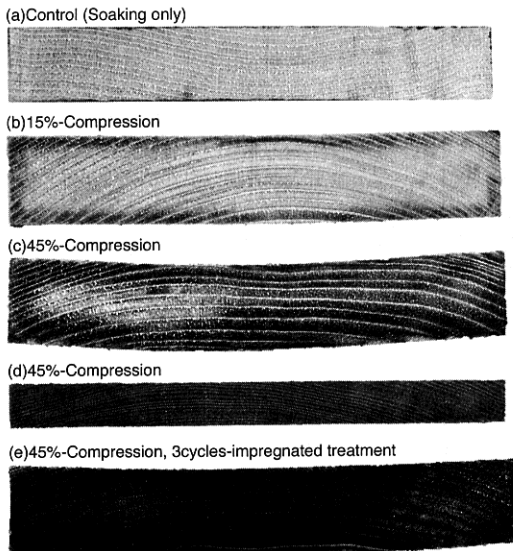 (a)Control (Soaking only)
(b)15%-Compression
(c)45%-Compression
(d)45%-Compression
(e)45%-Compression, 3cycles-impregnated treatment